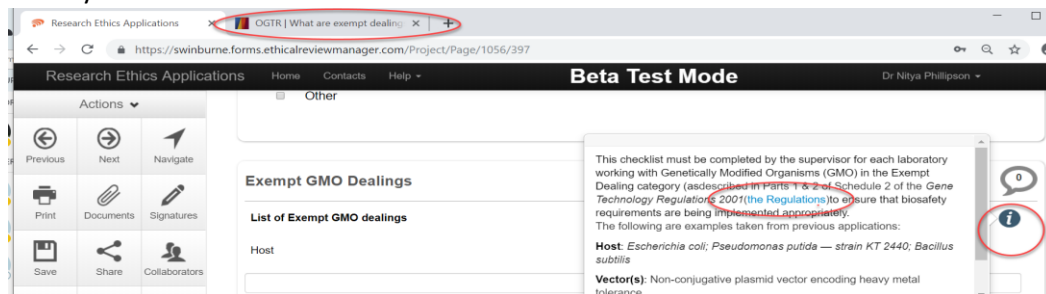 Research Ethics Applications
OGTR | What are exempt dealing
https://swinburne.forms.ethicalreviewmanager.com/Project/Page/1056/397
Research Ethics Applications Home Contacts Help Beta Test Mode Dr Nitya Phillipson
Actions
Previous Next Navigate
Print Documents Signatures
Save Share Collaborators
Other
Exempt GMO Dealings
List of Exempt GMO dealings
Host
This checklist must be completed by the supervisor for each laboratory
working with Genetically Modified Organisms (GMO) in the Exempt
Dealing category (asdescribed in Parts 1 & 2 of Schedule 2 of the Gene
Technology Regulations 2001(the Regulations)to ensure that biosafety
requirements are being implemented appropriately.
The following are examples taken from previous applications:
Host: Escherichia coli; Pseudomonas putida — strain KT 2440; Bacillus
subtilis
Vector(s): Non-conjugative plasmid vector encoding heavy metal
tolerance
0